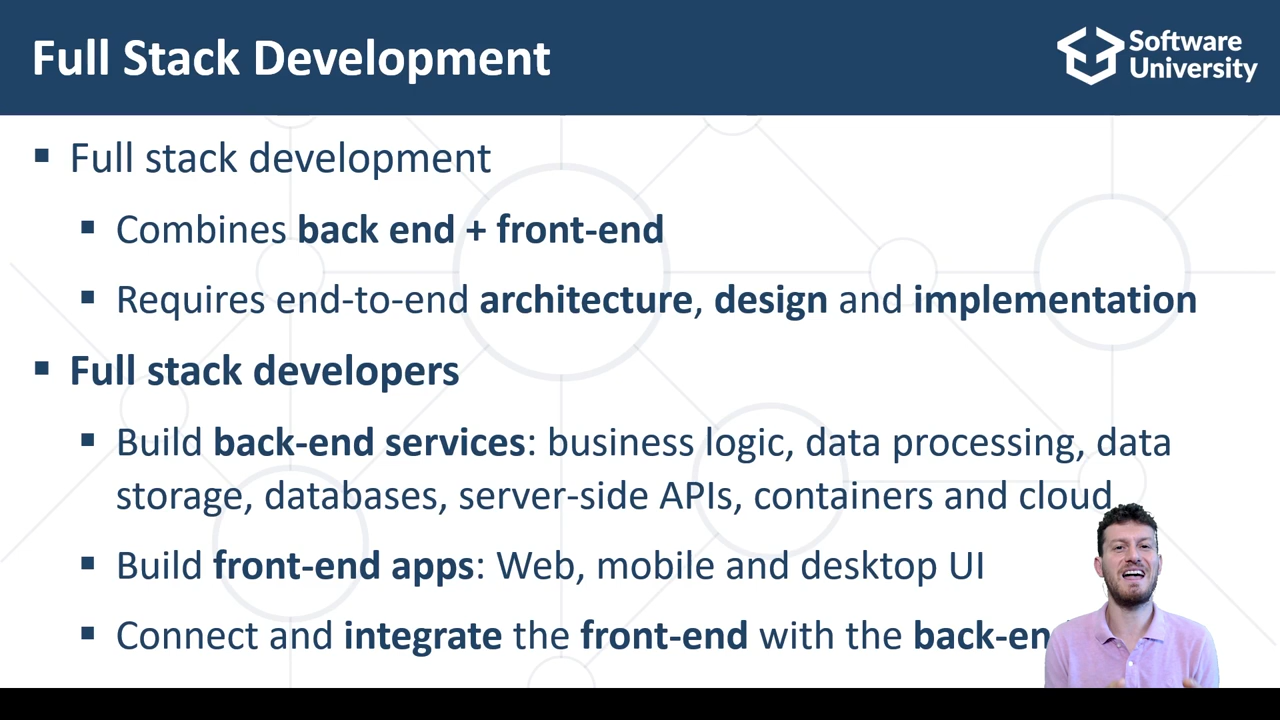 Full Stack Development
Software
University
▪ Full stack development
▪ Combines back end + front-end
▪ Requires end-to-end architecture, design and implementation
▪ Full stack developers
▪ Build back-end services: business logic, data processing, data
storage, databases, server-side APIs, containers and cloud
▪ Build front-end apps: Web, mobile and desktop UI
▪ Connect and integrate the front-end with the